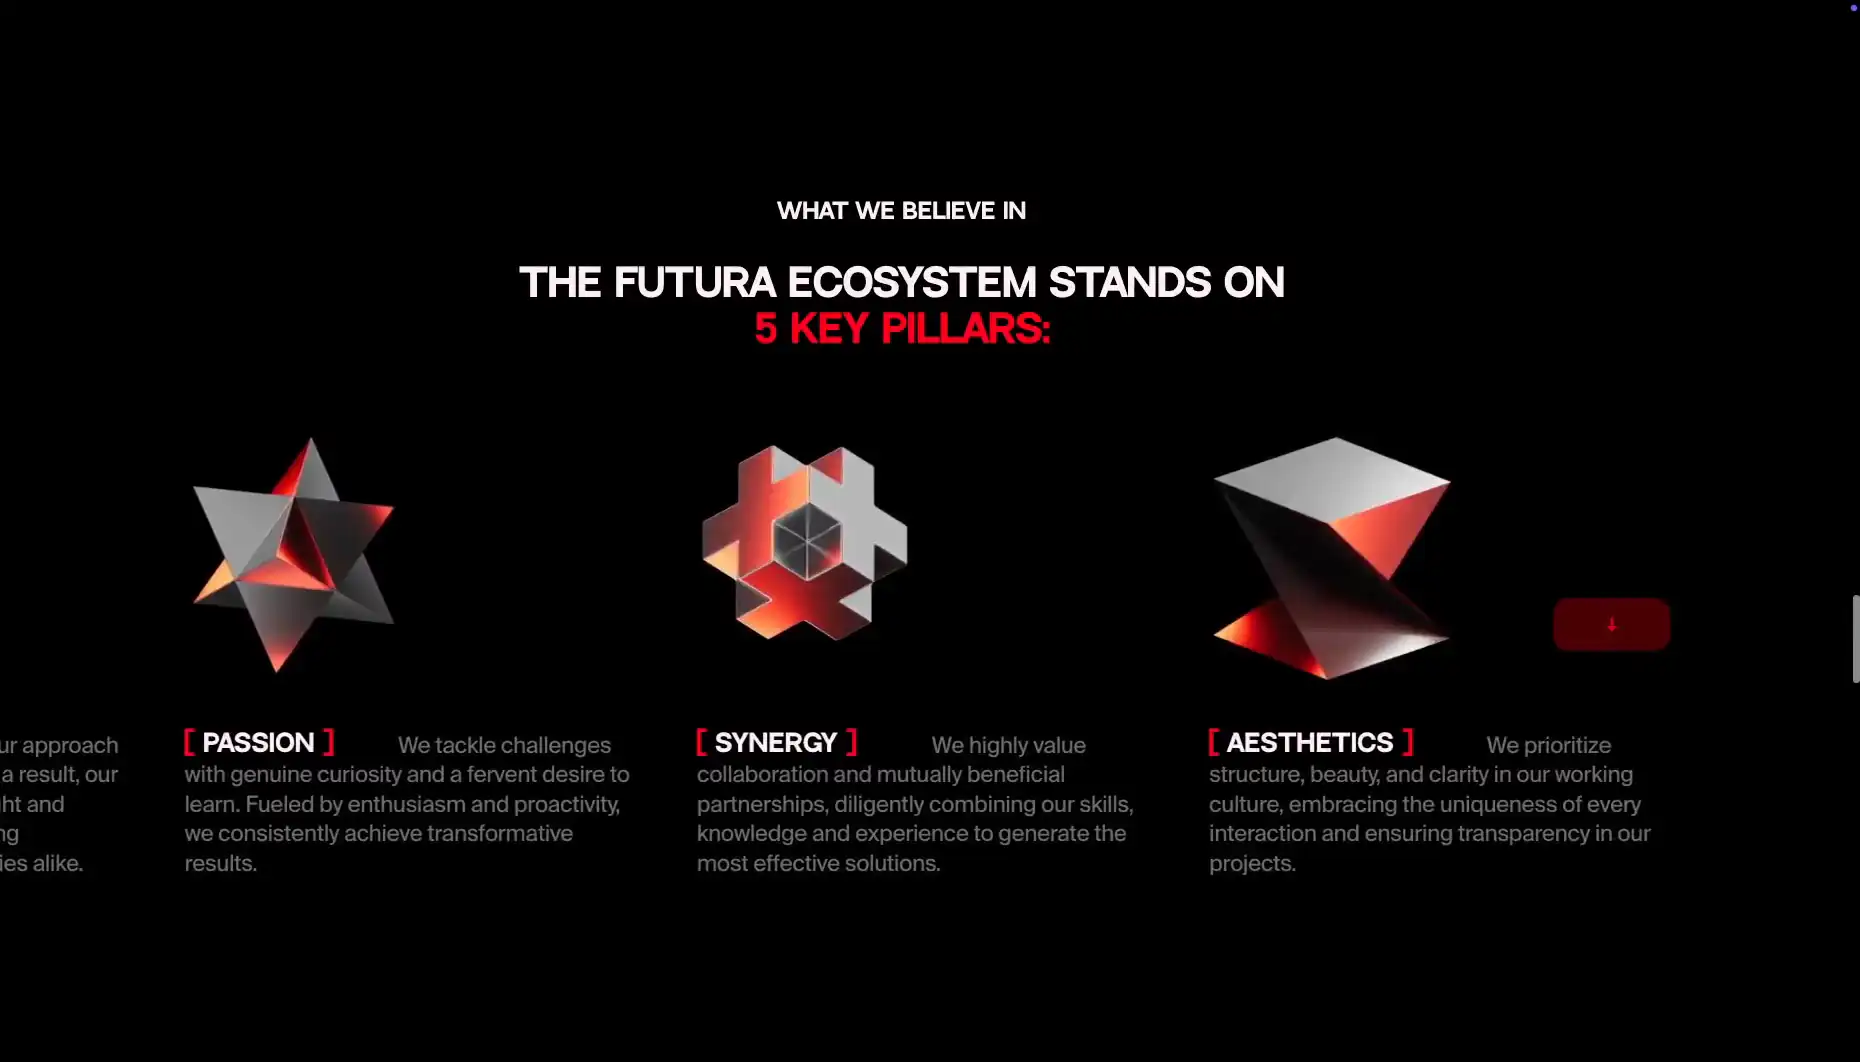 WHAT WE BELIEVE IN
THE FUTURA ECOSYSTEM STANDS ON
5 KEY PILLARS:
approach
a result, our
and
alike.
[ PASSION ] We tackle challenges
with genuine curiosity and a fervent desire to
learn. Fueled by enthusiasm and proactivity,
we consistently achieve transformative
results.
[ SYNERGY ] We highly value
collaboration and mutually beneficial
partnerships, diligently combining our skills,
knowledge and experience to generate the
most effective solutions.
[ AESTHETICS ] We prioritize
structure, beauty, and clarity in our working
culture, embracing the uniqueness of every
interaction and ensuring transparency in our
projects.